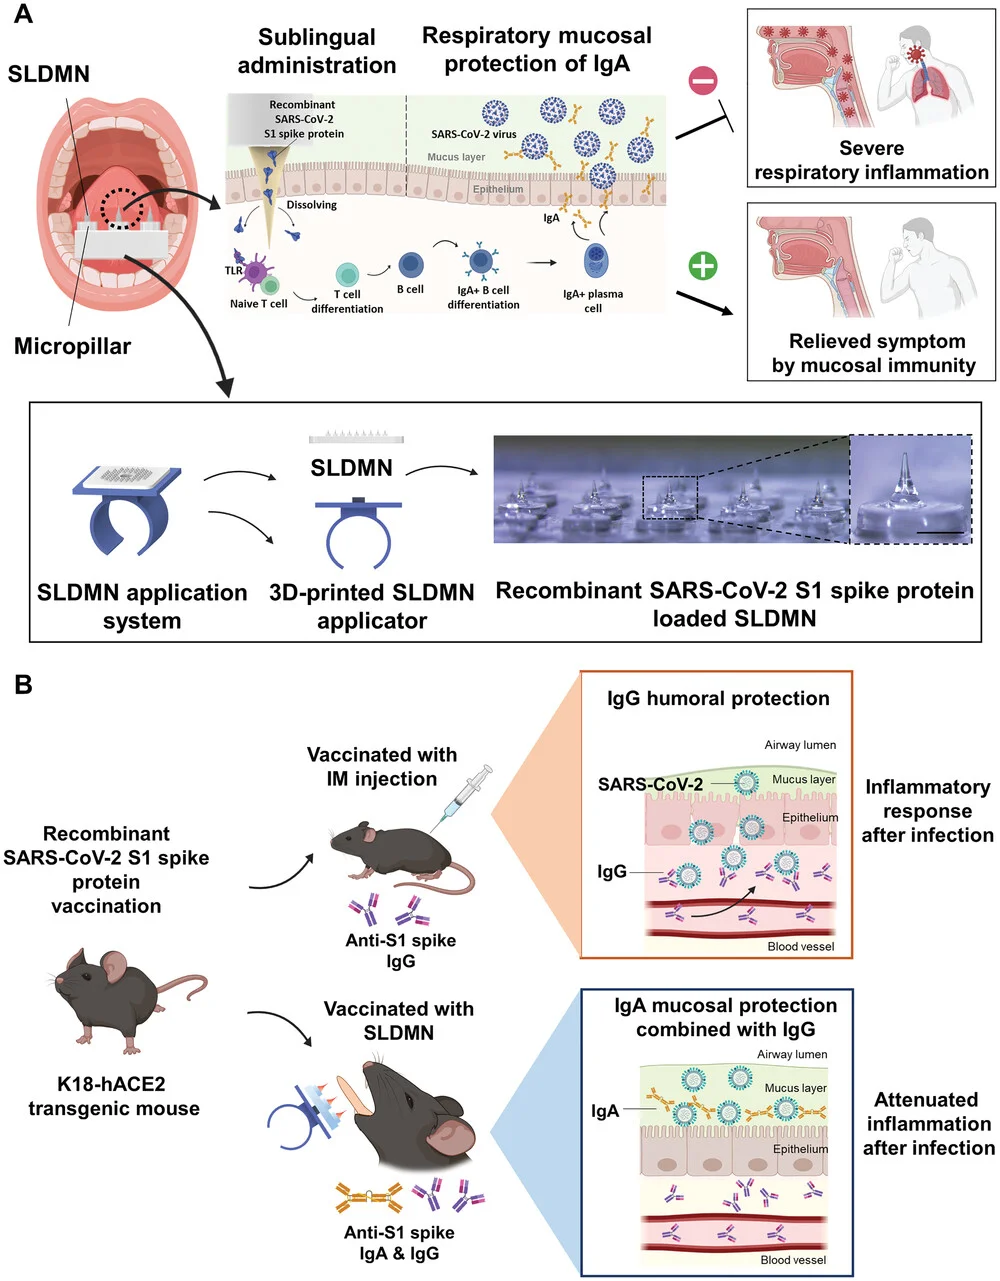 A
SLDMN
Micropillar
Sublingual
administration
Respiratory mucosal
protection of IgA
Recombinant
SARS-CoV-2
S1 spike protein
SARS-CoV-2 virus
Mucus layer
Epithelium
Dissolving
IgA
TLR
Naive T cell
T cell
differentiation
B cell
IgA+ B cell
differentiation
IgA+ plasma
cell
Severe
respiratory inflammation
Relieved symptom
by mucosal immunity
SLDMN application
system
SLDMN
3D-printed SLDMN
applicator
Recombinant SARS-CoV-2 S1 spike protein
loaded SLDMN
B
Recombinant
SARS-CoV-2 S1 spike
protein
vaccination
K18-hACE2
transgenic mouse
Vaccinated with
IM injection
Anti-S1 spike
IgG
Vaccinated with
SLDMN
Anti-S1 spike
IgA & IgG
IgG humoral protection
Airway lumen
SARS-CoV-2
Mucus layer
Epithelium
IgG
Blood vessel
Inflammatory
response
after infection
IgA mucosal protection
combined with IgG
Airway lumen
Mucus layer
IgA
Epithelium
Blood vessel
Attenuated
inflammation
after infection